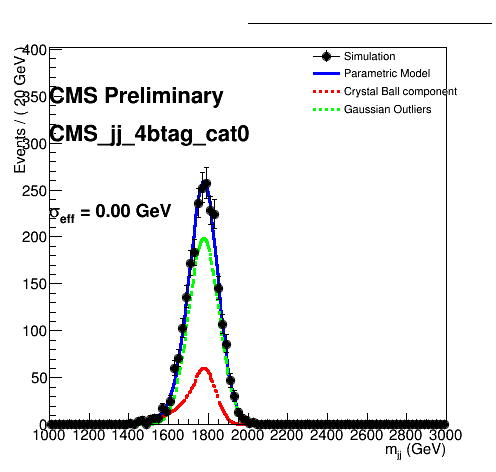 Events / ( 20 GeV )
400
350
300
250
200
150
100
50
0
CMS Preliminary
CMS_jj_4btag_cat0
σeff = 0.00 GeV
Simulation
Parametric Model
Crystal Ball component
Gaussian Outliers
1000 1200 1400 1600 1800 2000 2200 2400 2600 2800 3000
mjj (GeV)